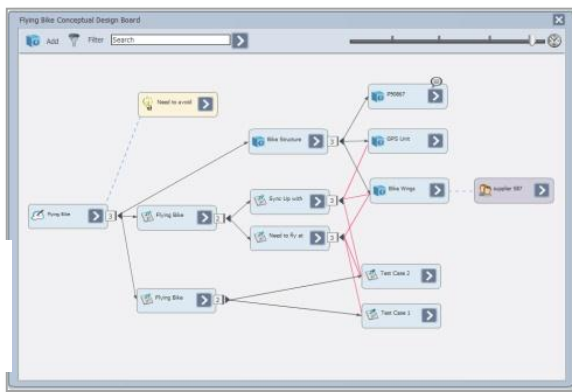 Flying Bike Conceptual Design Board
Add Filter Search
Need to avoid
P90867
Bike Structure 3
GPS Unit
Sync Up with 3
Bike Wings
supplier 987
Flying Bike 3
Flying Bike 2
Need to fly at 3
Test Case 2
Flying Bike 2
Test Case 1